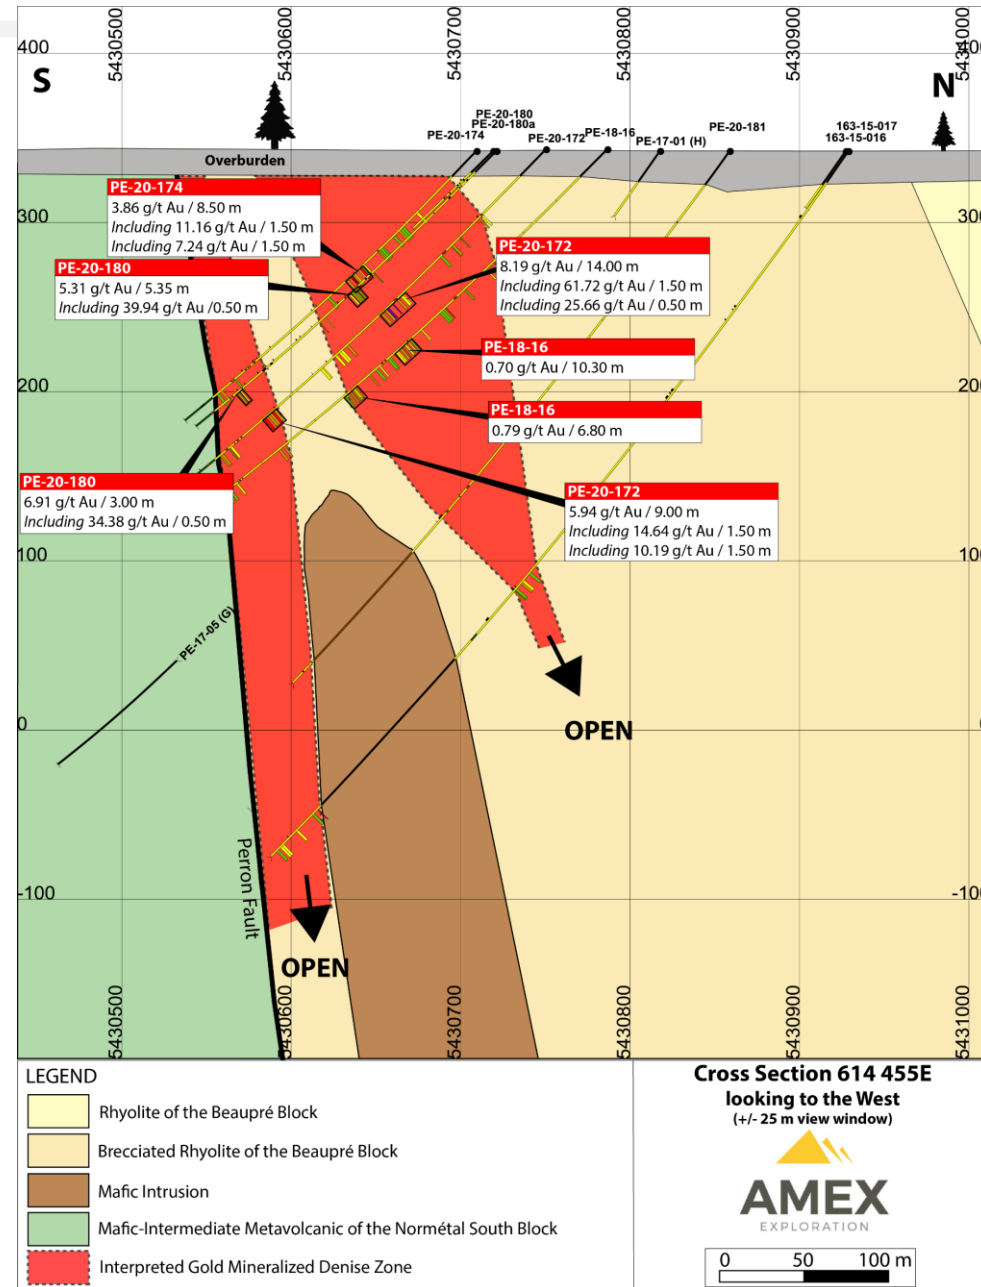 5430500
5430600
5430700
5430800
5430900
5431000
400
400
S
N
PE-20-174
PE-20-180
PE-20-180a
PE-20-172
PE-18-16
PE-17-01 (H)
PE-20-181
163-15-017
163-15-016
Overburden
PE-20-174
3.86 g/t Au / 8.50 m
Including 11.16 g/t Au / 1.50 m
Including 7.24 g/t Au / 1.50 m
300
300
PE-20-180
5.31 g/t Au / 5.35 m
Including 39.94 g/t Au /0.50 m
PE-20-172
8.19 g/t Au / 14.00 m
Including 61.72 g/t Au / 1.50 m
Including 25.66 g/t Au / 0.50 m
PE-18-16
0.70 g/t Au / 10.30 m
200
200
PE-18-16
0.79 g/t Au / 6.80 m
PE-20-180
6.91 g/t Au / 3.00 m
Including 34.38 g/t Au / 0.50 m
PE-20-172
5.94 g/t Au / 9.00 m
Including 14.64 g/t Au / 1.50 m
Including 10.19 g/t Au / 1.50 m
100
100
PE-17-05 (G)
0
0
OPEN
Perron Fault
-100
-100
OPEN
5430500
5430600
5430700
5430800
5430900
5431000
LEGEND
Rhyolite of the Beaupré Block
Brecciated Rhyolite of the Beaupré Block
Mafic Intrusion
Mafic-Intermediate Metavolcanic of the Normétal South Block
Interpreted Gold Mineralized Denise Zone
Cross Section 614 455E
looking to the West
(+/- 25 m view window)
AMEX
EXPLORATION
0 50 100 m